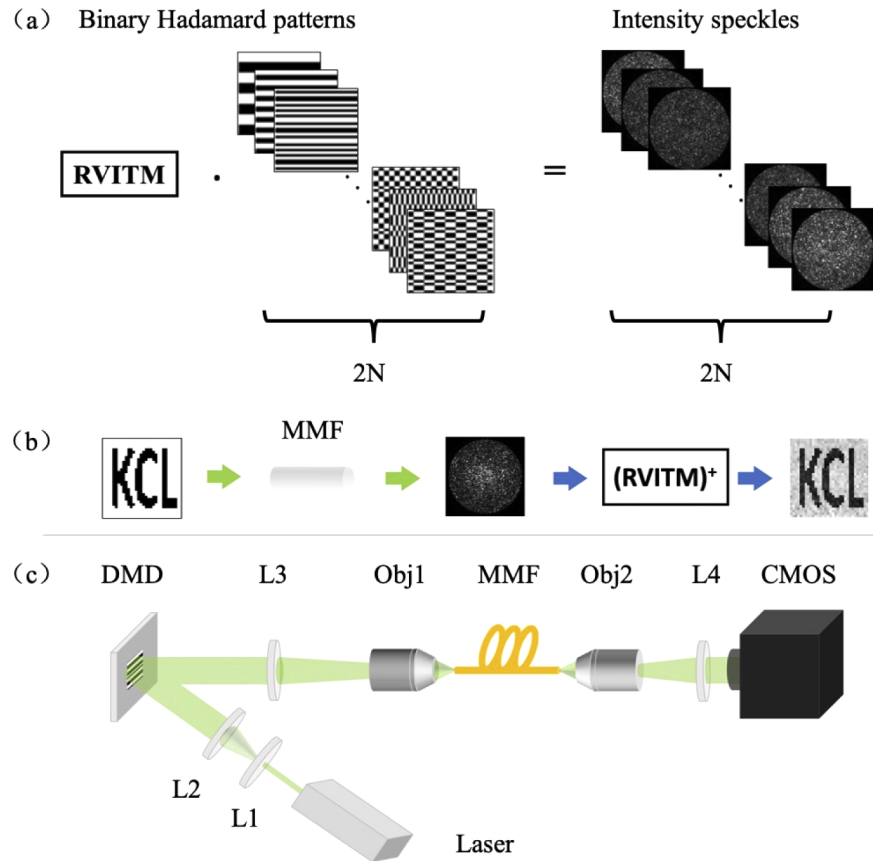 (a) Binary Hadamard patterns Intensity speckles
RVITM . =
2N 2N
(b) MMF
KCL (RVITM)⁺ KCL
(c) DMD L3 Obj1 MMF Obj2 L4 CMOS
L2
L1
Laser